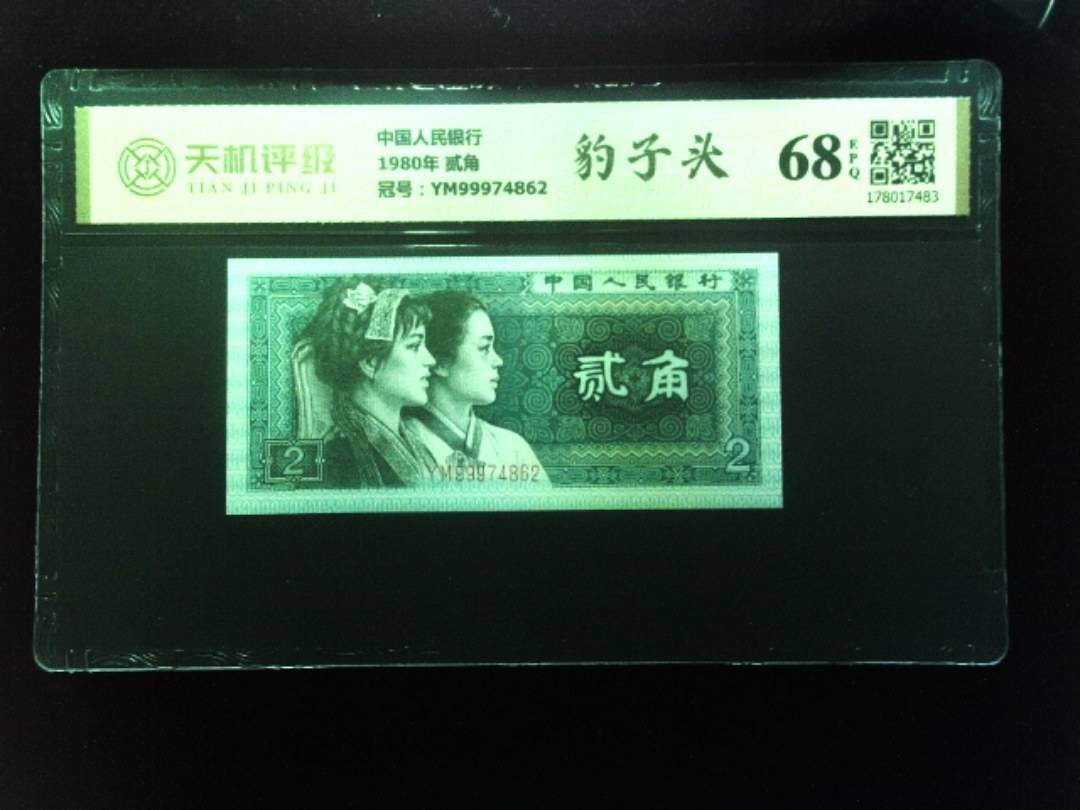 天机评级
TIAN JI PING JI
中国人民银行
1980年 贰角
冠号：YM99974862
豹子头
68
EPQ
178017483
中国人民银行
贰角
2
2
YM99974862